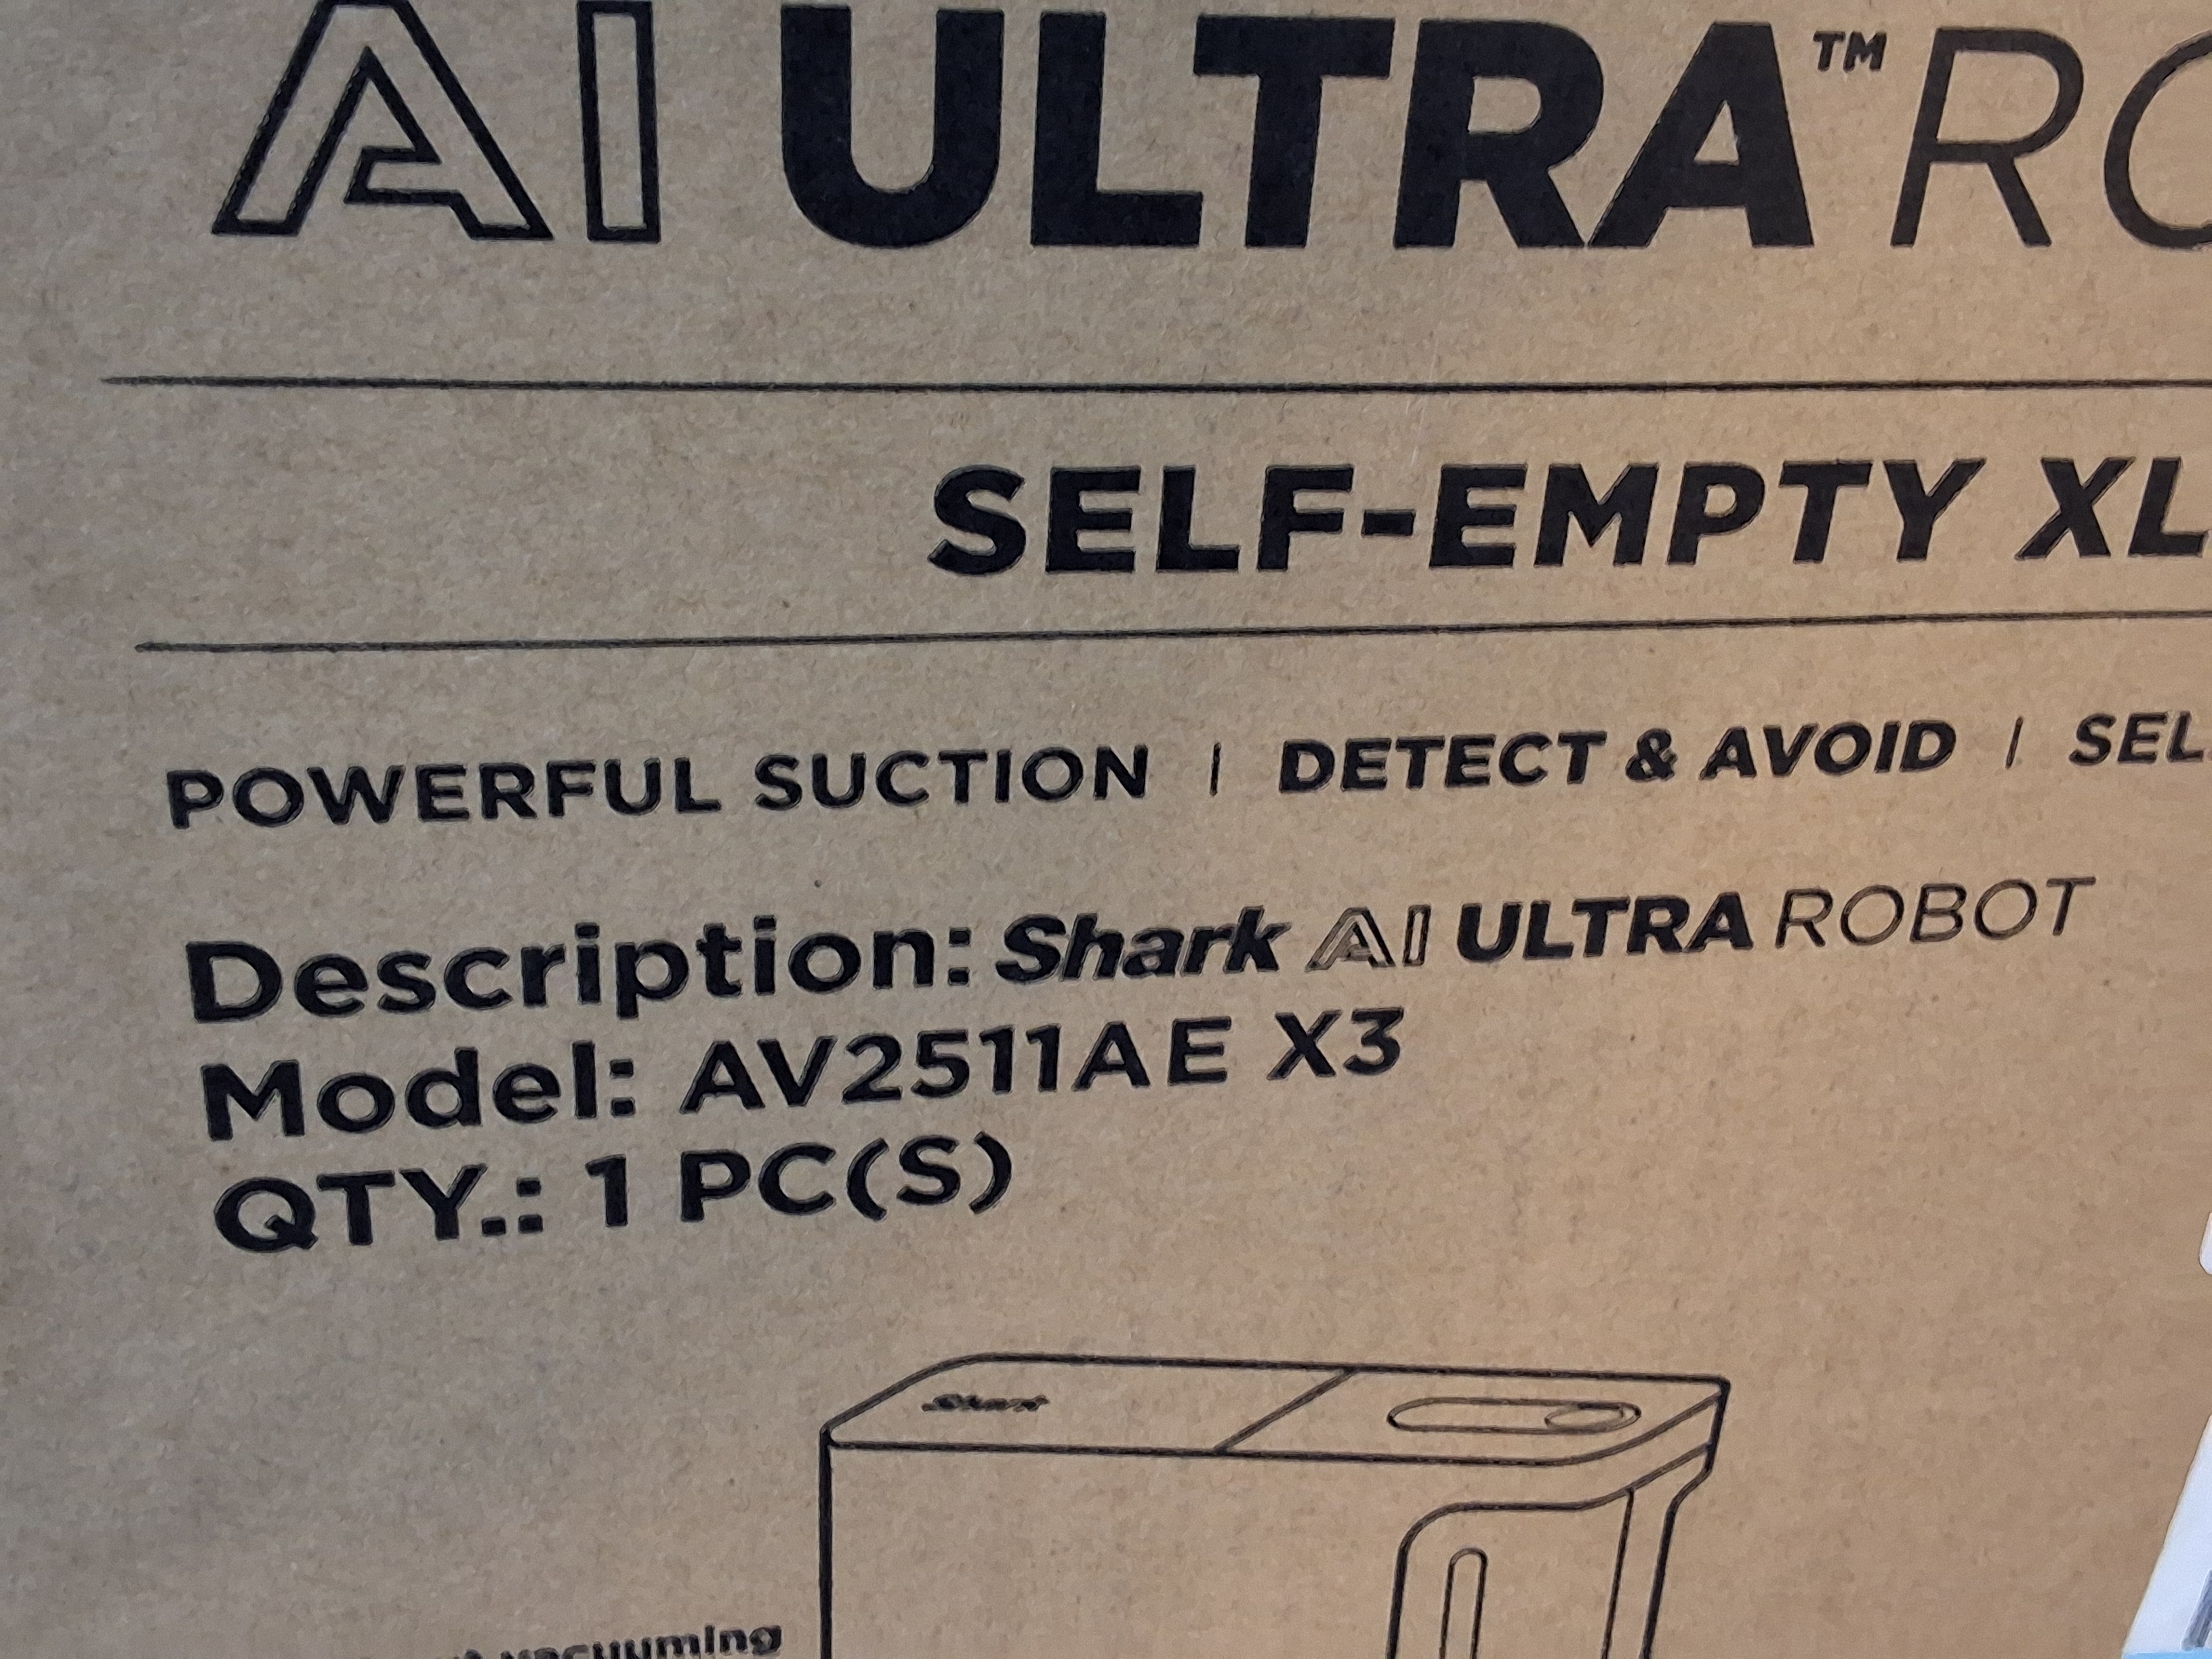 AI ULTRA™ RO
SELF-EMPTY XL
POWERFUL SUCTION | DETECT & AVOID | SEL
Description: Shark AI ULTRA ROBOT
Model: AV2511AE X3
QTY.: 1 PC(S)
Shark
vacuuming